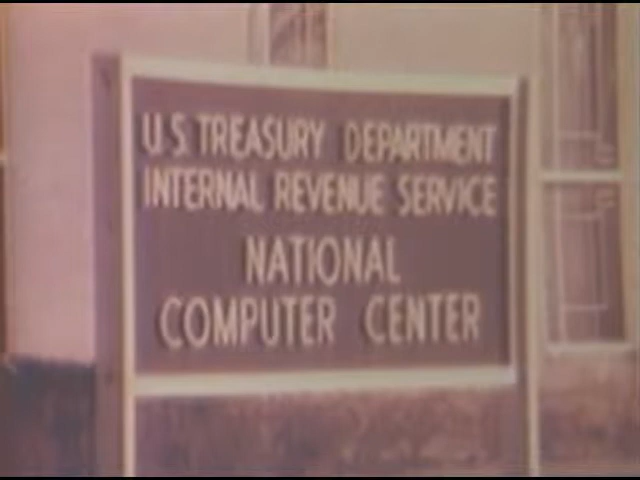 U.S. TREASURY DEPARTMENT
INTERNAL REVENUE SERVICE
NATIONAL
COMPUTER CENTER